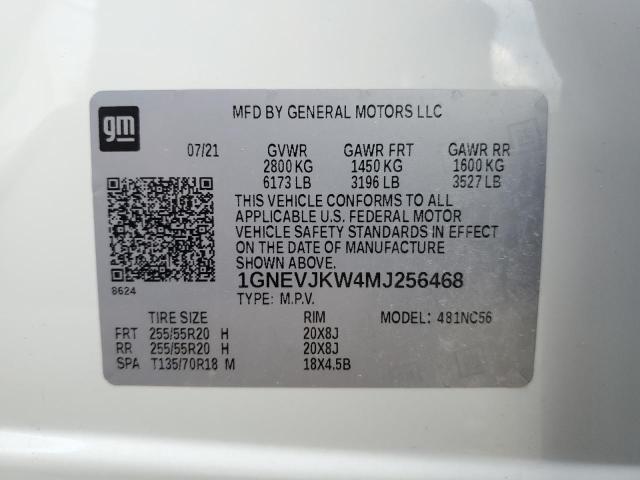 gm
MFD BY GENERAL MOTORS LLC
07/21 GVWR GAWR FRT GAWR RR
2800 KG 1450 KG 1600 KG
6173 LB 3196 LB 3527 LB
THIS VEHICLE CONFORMS TO ALL
APPLICABLE U.S. FEDERAL MOTOR
VEHICLE SAFETY STANDARDS IN EFFECT
ON THE DATE OF MANUFACTURE
SHOWN ABOVE.
1GNEVJKW4MJ256468
8624
TYPE: M.P.V.
TIRE SIZE RIM MODEL: 481NC56
FRT 255/55R20 H 20X8J
RR 255/55R20 H 20X8J
SPA T135/70R18 M 18X4.5B